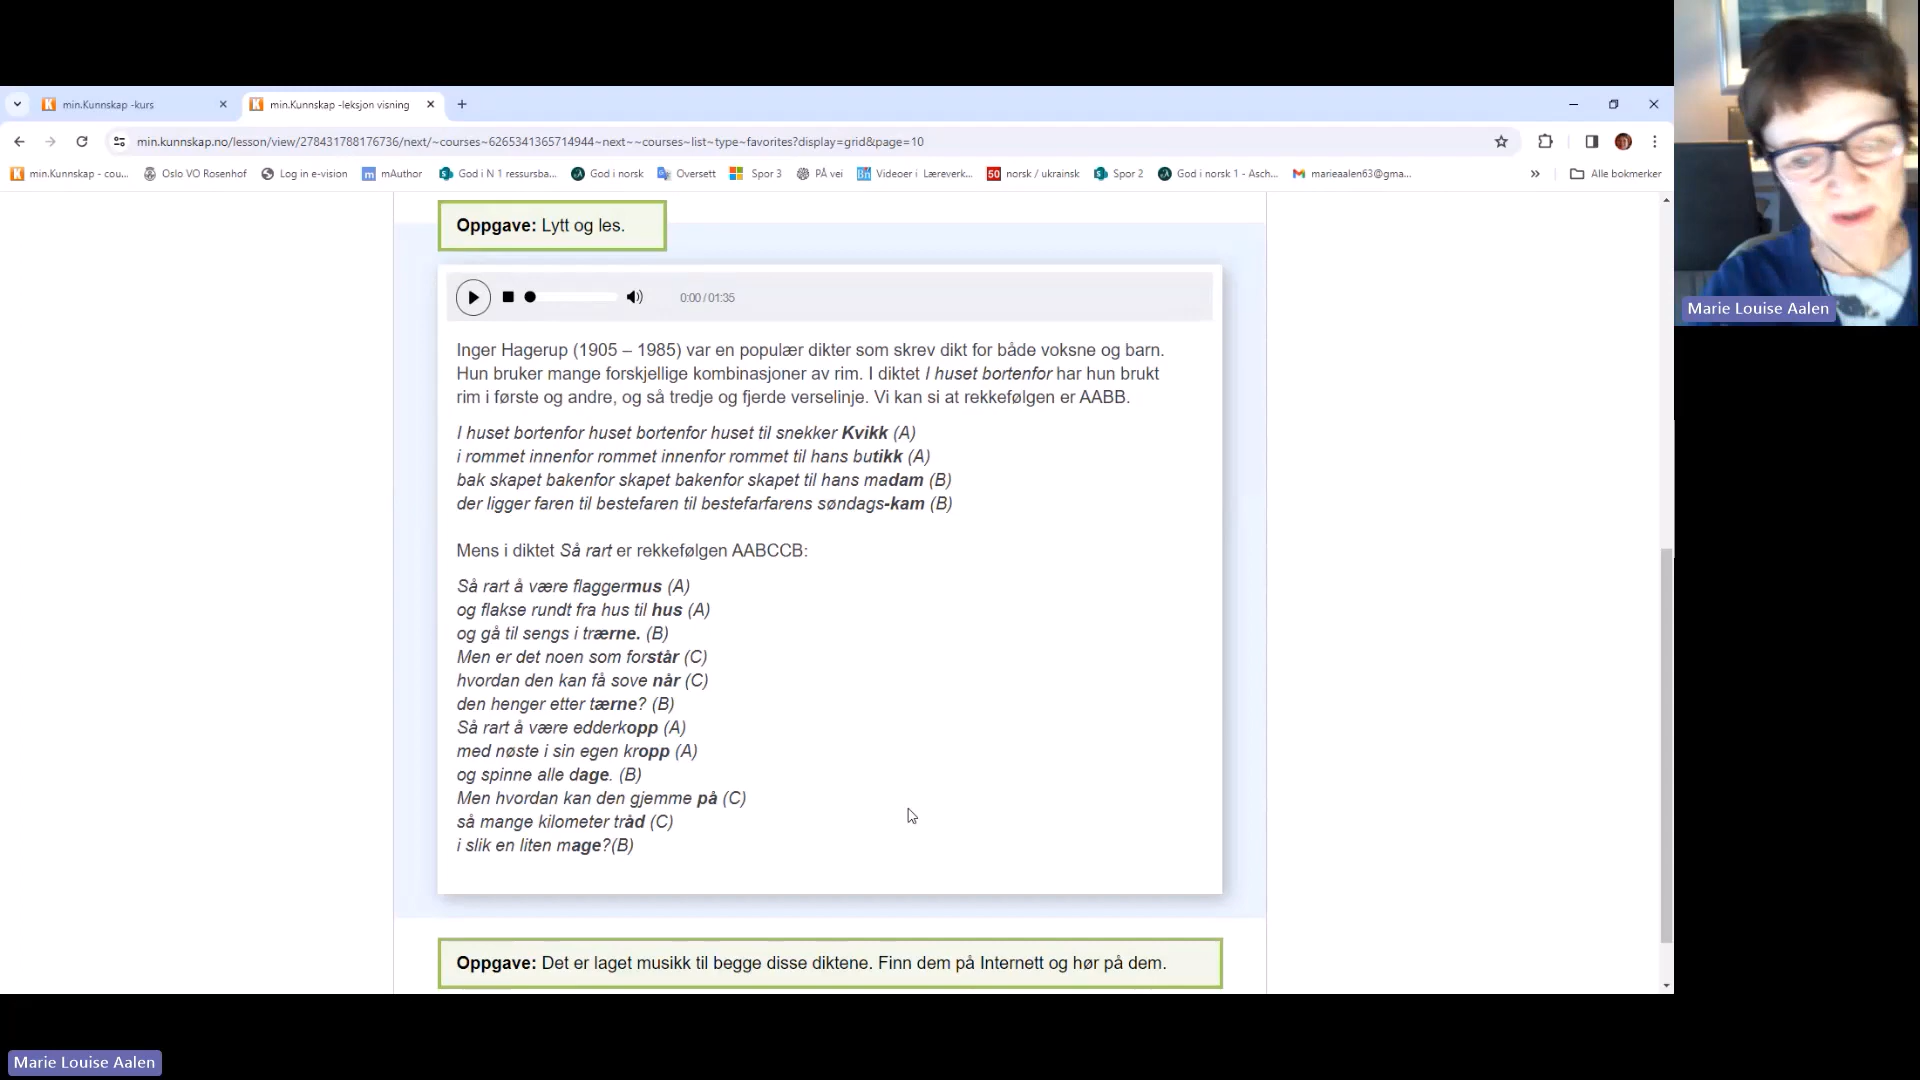 min.Kunnskap -kurs
min.Kunnskap -leksjon visning
min.kunnskap.no/lesson/view/278431788176736/next/~courses~6265341365714944~next~~courses~list~type~favorites?display=grid&page=10
min.Kunnskap - cou...
Oslo VO Rosenhof
Log in e-vision
mAuthor
God i N 1 ressursba...
God i norsk
Oversett
Spor 3
PÅ vei
Videoer i Læreverk...
norsk / ukrainsk
Spor 2
God i norsk 1 - Asch...
marieaalen63@gma...
Alle bokmerker
Oppgave: Lytt og les.
0:00 / 01:35
Inger Hagerup (1905 – 1985) var en populær dikter som skrev dikt for både voksne og barn.
Hun bruker mange forskjellige kombinasjoner av rim. I diktet I huset bortenfor har hun brukt
rim i første og andre, og så tredje og fjerde verselinje. Vi kan si at rekkefølgen er AABB.
I huset bortenfor huset bortenfor huset til snekker Kvikk (A)
i rommet innenfor rommet innenfor rommet til hans butikk (A)
bak skapet bakenfor skapet bakenfor skapet til hans madam (B)
der ligger faren til bestefaren til bestefarfarens søndags-kam (B)
Mens i diktet Så rart er rekkefølgen AABCCB:
Så rart å være flaggermus (A)
og flakse rundt fra hus til hus (A)
og gå til sengs i trærne. (B)
Men er det noen som forstår (C)
hvordan den kan få sove når (C)
den henger etter tærne? (B)
Så rart å være edderkopp (A)
med nøste i sin egen kropp (A)
og spinne alle dage. (B)
Men hvordan kan den gjemme på (C)
så mange kilometer tråd (C)
i slik en liten mage?(B)
Oppgave: Det er laget musikk til begge disse diktene. Finn dem på Internett og hør på dem.
Marie Louise Aalen
Marie Louise Aalen